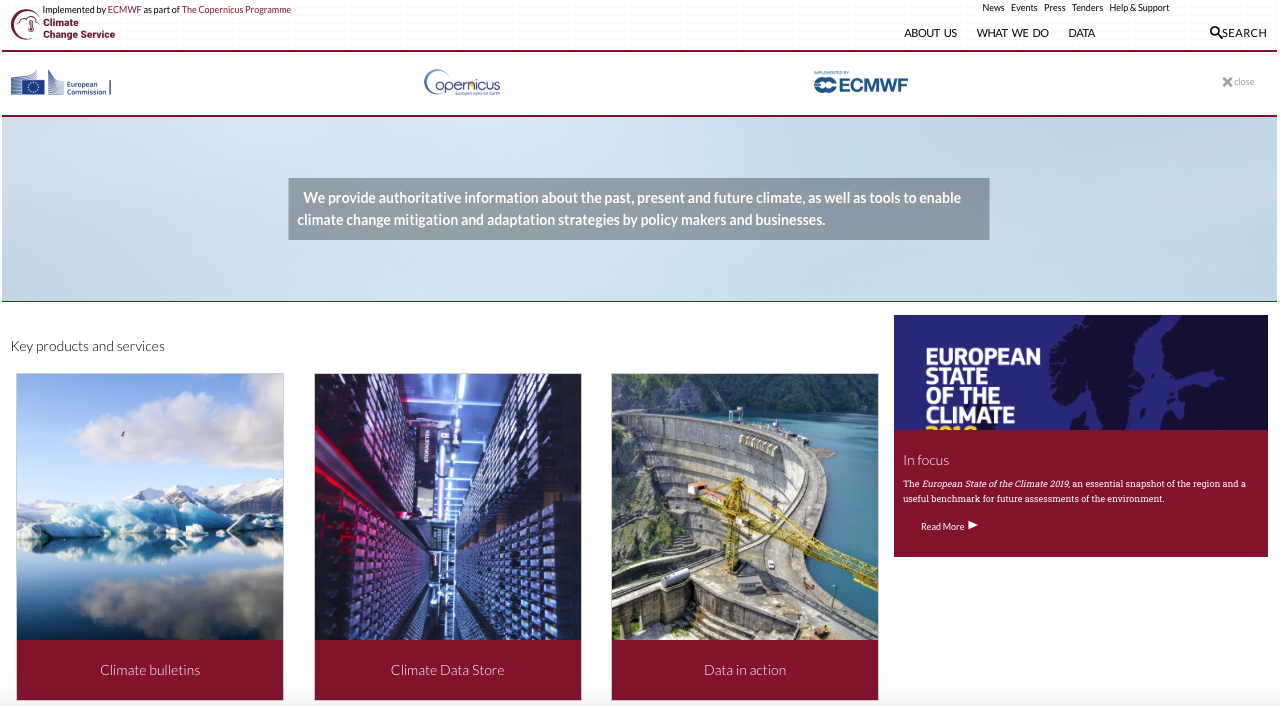 Implemented by ECMWF as part of The Copernicus Programme
Climate
Change Service
News Events Press Tenders Help & Support
ABOUT US WHAT WE DO DATA
SEARCH
European
Commission
opernicus
Europe's eyes on Earth
IMPLEMENTED BY
ECMWF
close
We provide authoritative information about the past, present and future climate, as well as tools to enable
climate change mitigation and adaptation strategies by policy makers and businesses.
Key products and services
STORAGETEK
Climate bulletins
Climate Data Store
Data in action
EUROPEAN
STATE
OF THE
CLIMATE
2019
In focus
The European State of the Climate 2019, an essential snapshot of the region and a
useful benchmark for future assessments of the environment.
Read More